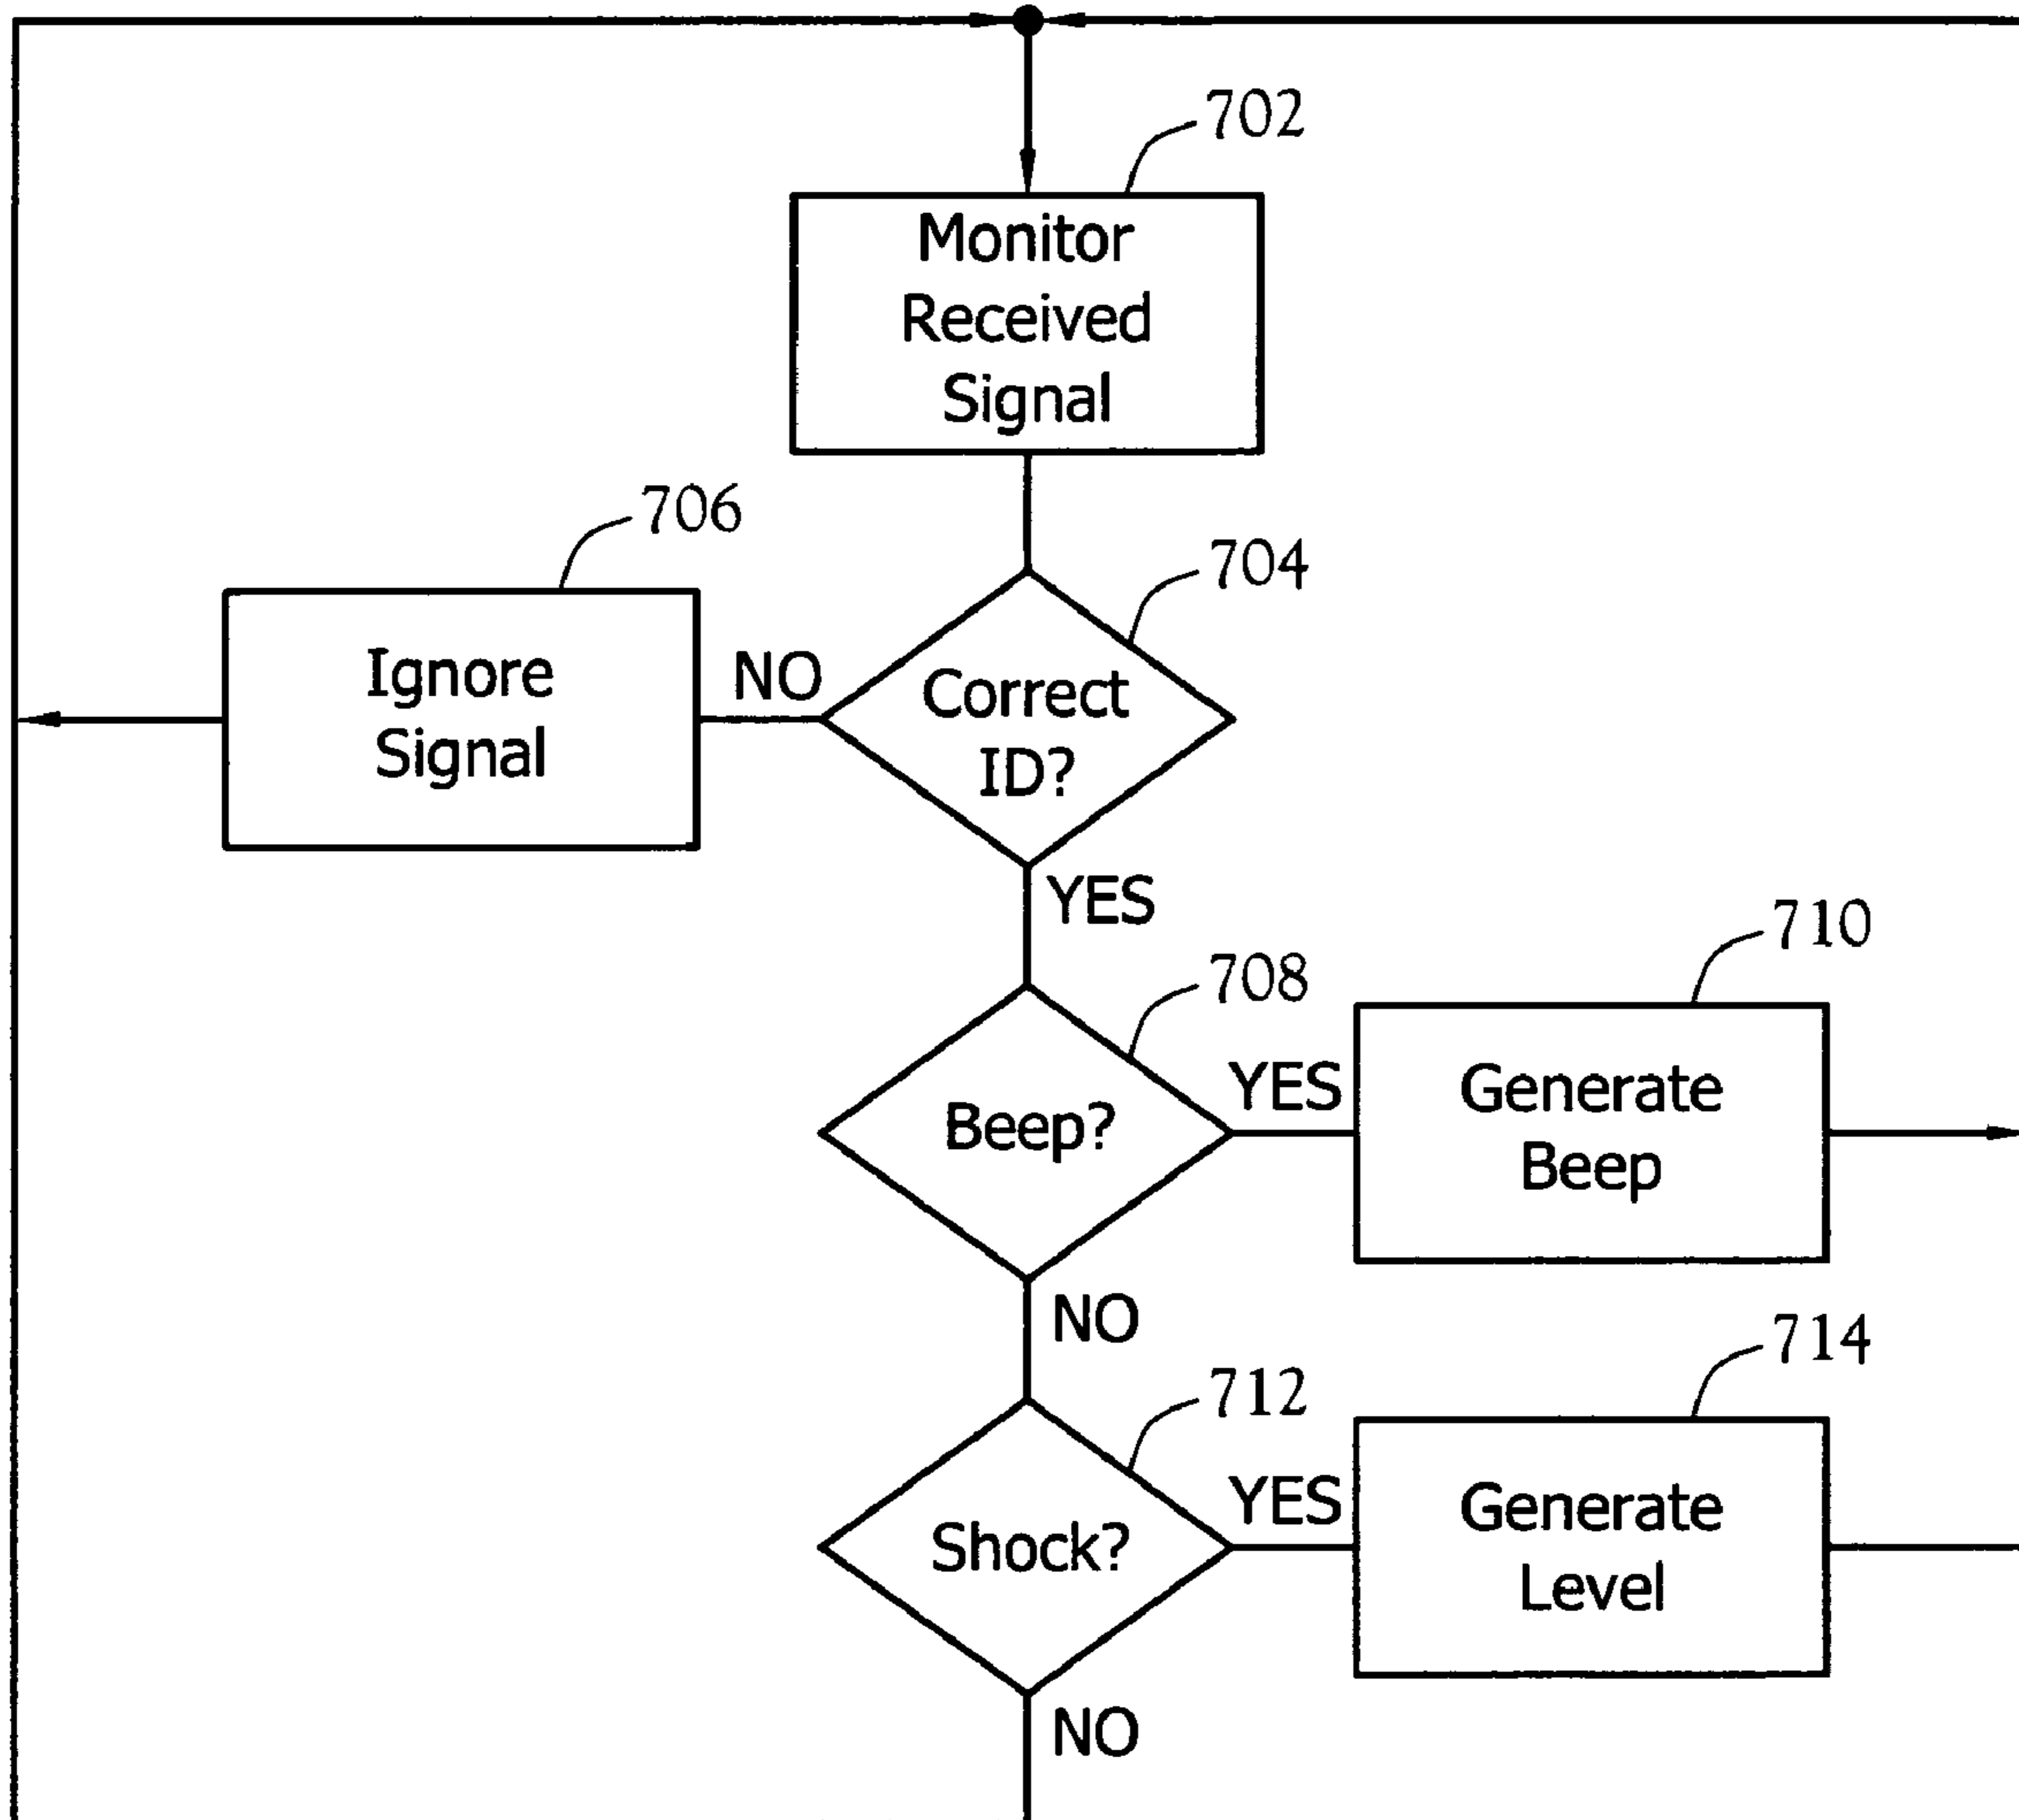 702
Monitor
Received
Signal
706
704
Ignore
Signal
NO
Correct
ID?
YES
710
708
Beep?
YES
Generate
Beep
NO
714
712
Shock?
YES
Generate
Level
NO